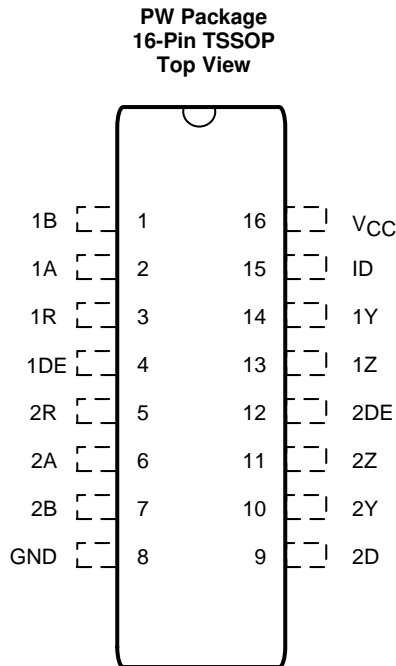 PW Package
16-Pin TSSOP
Top View
1B 1 16 VCC
1A 2 15 ID
1R 3 14 1Y
1DE 4 13 1Z
2R 5 12 2DE
2A 6 11 2Z
2B 7 10 2Y
GND 8 9 2D